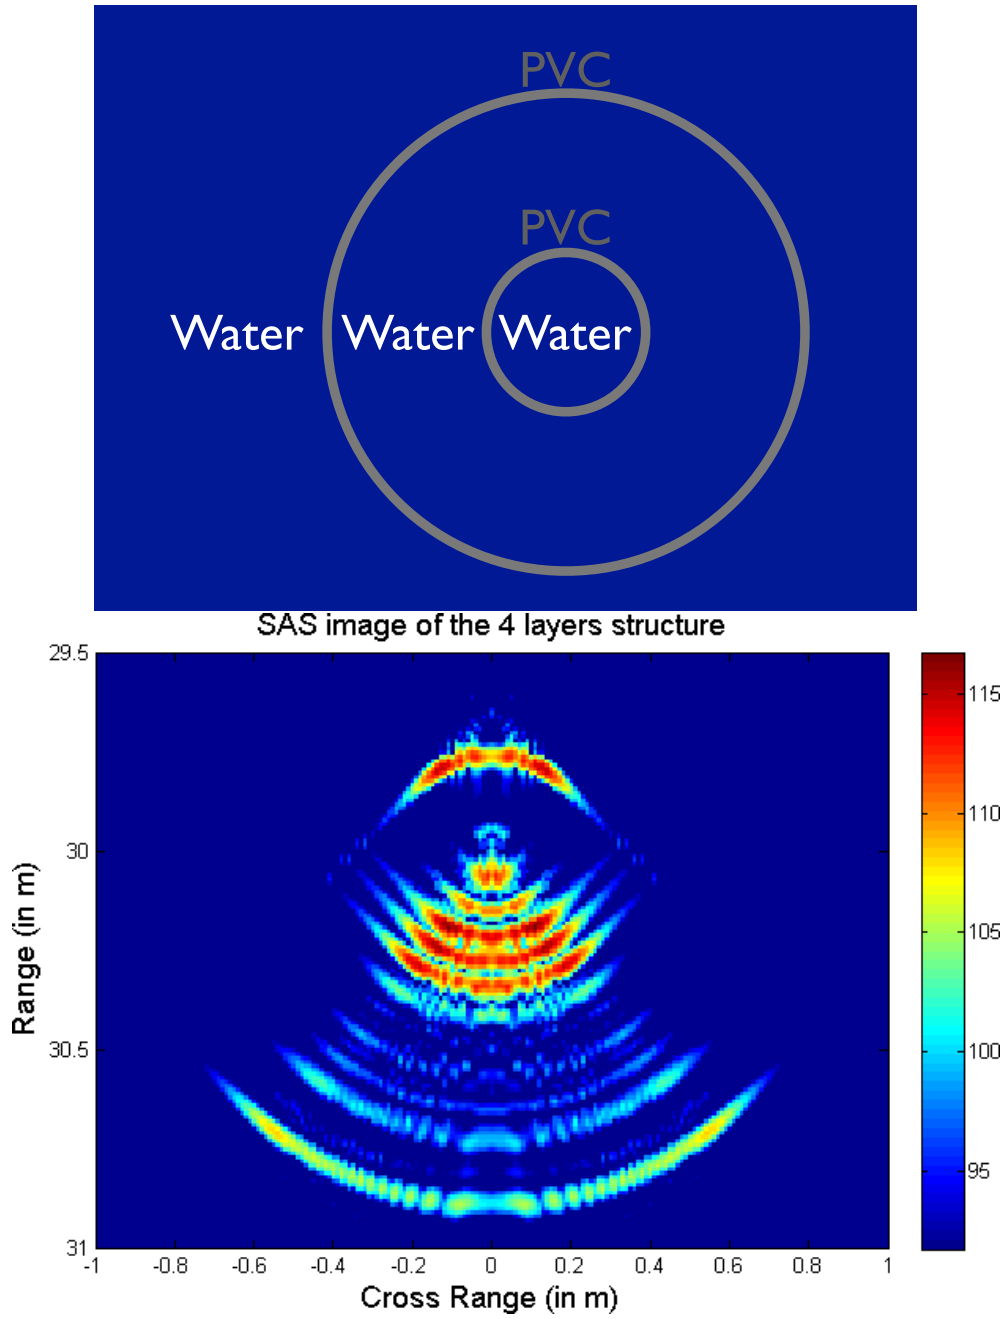 PVC
PVC
Water Water Water
SAS image of the 4 layers structure
29.5
30
30.5
31
-1 -0.8 -0.6 -0.4 -0.2 0 0.2 0.4 0.6 0.8 1
Range (in m)
Cross Range (in m)
115
110
105
100
95